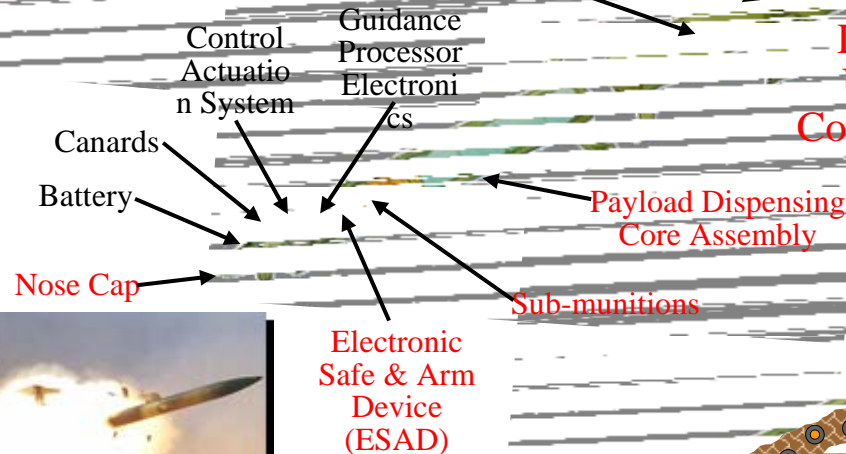 Control
Actuatio
n System
Guidance
Processor
Electroni
cs
Canards
Battery
Nose Cap
Co
Payload Dispensing
Core Assembly
Sub-munitions
Electronic
Safe & Arm
Device
(ESAD)